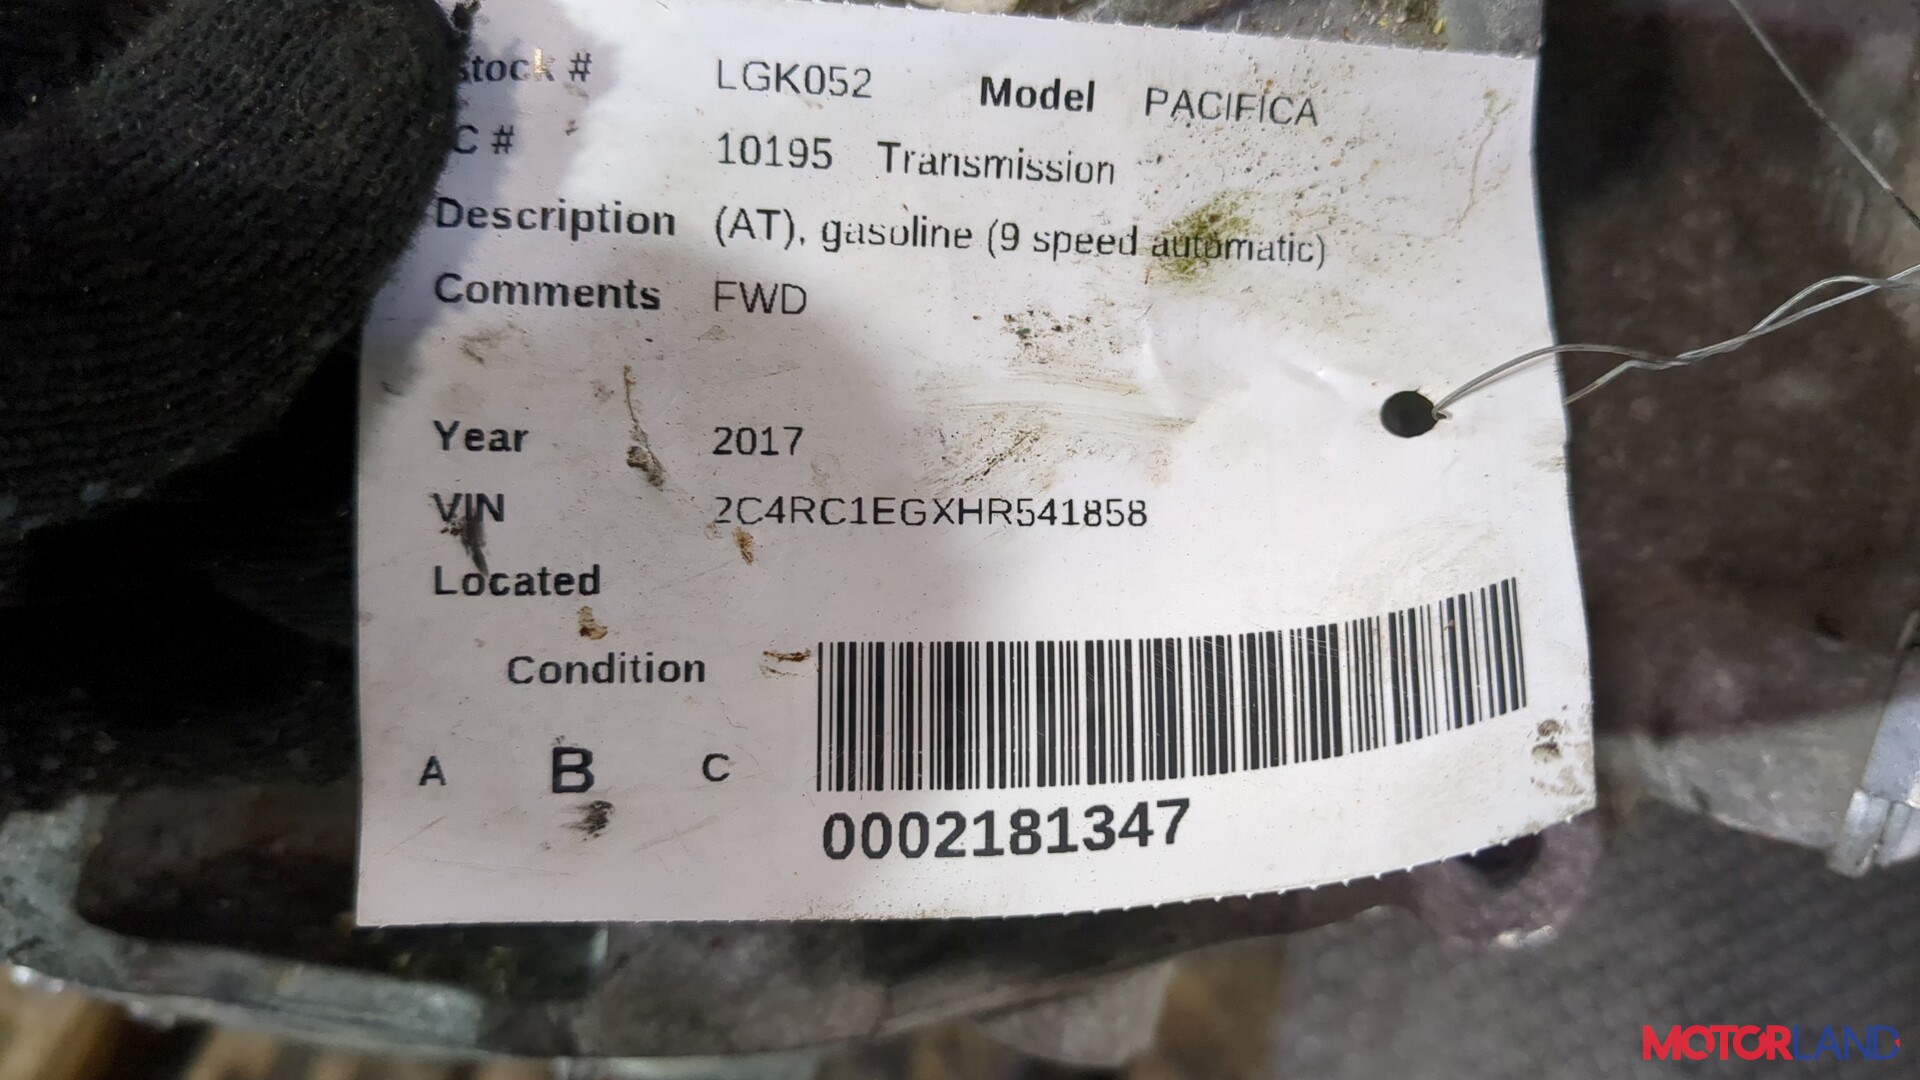 Stock # LGK052 Model PACIFICA
C # 10195 Transmission
Description (AT), gasoline (9 speed automatic)
Comments FWD
Year 2017
VIN 2C4RC1EGXHR541858
Located
Condition
A B C
0002181347
MOTORLAND